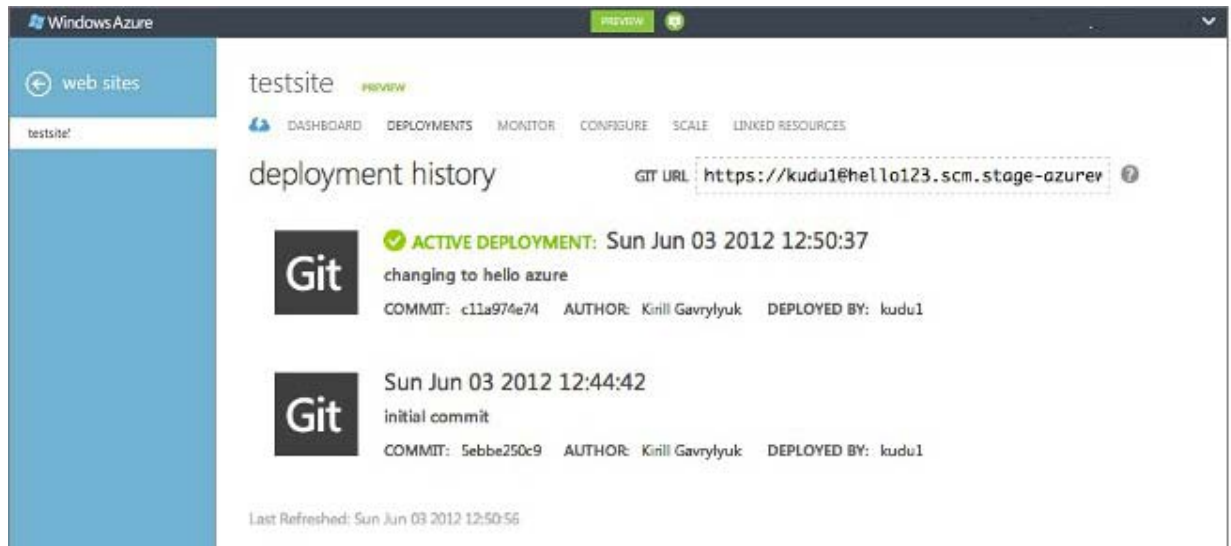 Windows Azure PREVIEW
web sites
testsite!
testsite PREVIEW
DASHBOARD DEPLOYMENTS MONITOR CONFIGURE SCALE LINKED RESOURCES
deployment history GIT URL https://kudu1@hello123.scm.stage-azurew
Git
ACTIVE DEPLOYMENT: Sun Jun 03 2012 12:50:37
changing to hello azure
COMMIT: c11a974e74 AUTHOR: Kirill Gavrylyuk DEPLOYED BY: kudu1
Git
Sun Jun 03 2012 12:44:42
initial commit
COMMIT: 5ebbe250c9 AUTHOR: Kirill Gavrylyuk DEPLOYED BY: kudu1
Last Refreshed: Sun Jun 03 2012 12:50:56